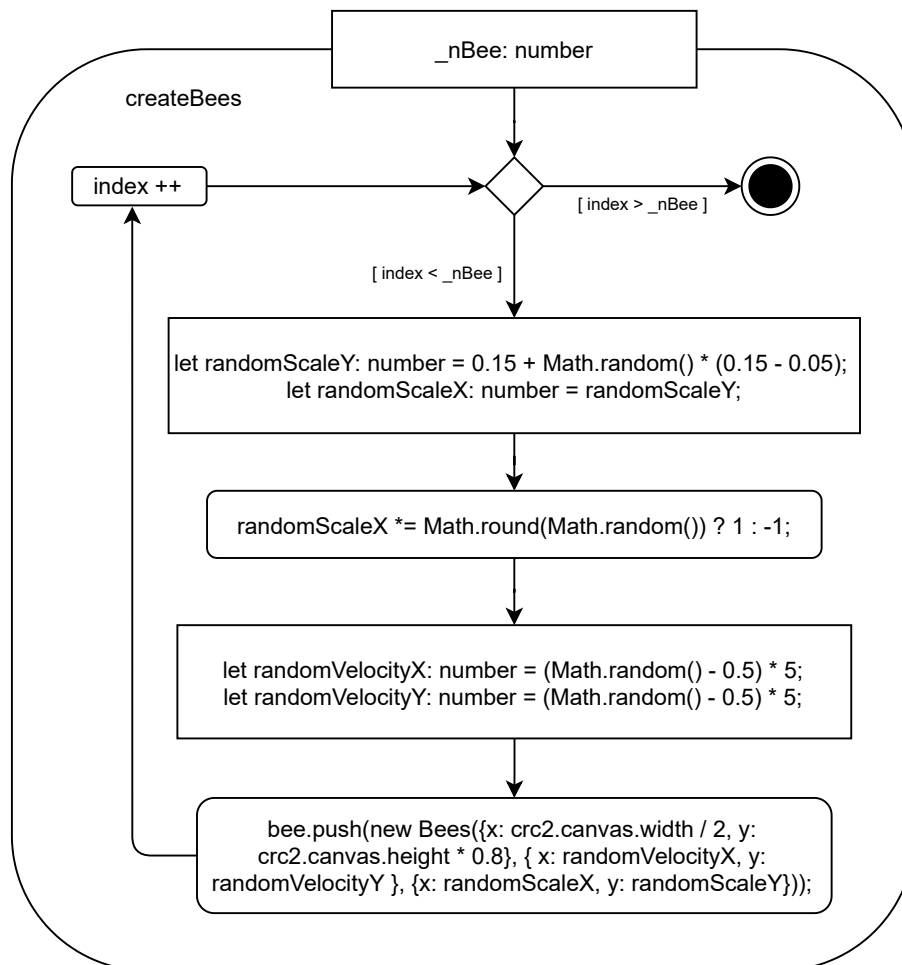 _nBee: number
createBees
index ++
[ index > _nBee ]
[ index < _nBee ]
let randomScaleY: number = 0.15 + Math.random() * (0.15 - 0.05);
let randomScaleX: number = randomScaleY;
randomScaleX *= Math.round(Math.random()) ? 1 : -1;
let randomVelocityX: number = (Math.random() - 0.5) * 5;
let randomVelocityY: number = (Math.random() - 0.5) * 5;
bee.push(new Bees({x: crc2.canvas.width / 2, y:
crc2.canvas.height * 0.8}, { x: randomVelocityX, y:
randomVelocityY }, {x: randomScaleX, y: randomScaleY}));